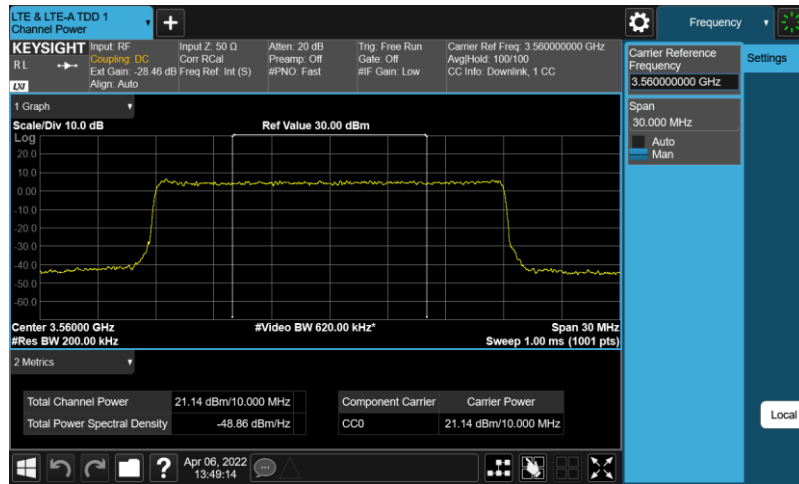 LTE & LTE-A TDD 1
Channel Power
+
Frequency
KEYSIGHT
RL
LXI
Input: RF
Coupling: DC
Ext Gain: -28.46 dB
Align: Auto
Input Z: 50 Ω
Corr RCal
Freq Ref: Int (S)
Atten: 20 dB
Preamp: Off
#PNO: Fast
Trig: Free Run
Gate: Off
#IF Gain: Low
Carrier Ref Freq: 3.560000000 GHz
Avg|Hold: 100/100
CC Info: Downlink, 1 CC
Carrier Reference
Frequency
3.560000000 GHz
Settings
Span
30.000 MHz
Auto
Man
1 Graph
Scale/Div 10.0 dB
Ref Value 30.00 dBm
Log
20.0
10.0
0.00
-10.0
-20.0
-30.0
-40.0
-50.0
-60.0
Center 3.56000 GHz
#Video BW 620.00 kHz*
Span 30 MHz
#Res BW 200.00 kHz
Sweep 1.00 ms (1001 pts)
2 Metrics
Total Channel Power 21.14 dBm/10.000 MHz
Total Power Spectral Density -48.86 dBm/Hz
Component Carrier Carrier Power
CC0 21.14 dBm/10.000 MHz
Local
?
Apr 06, 2022
13:49:14